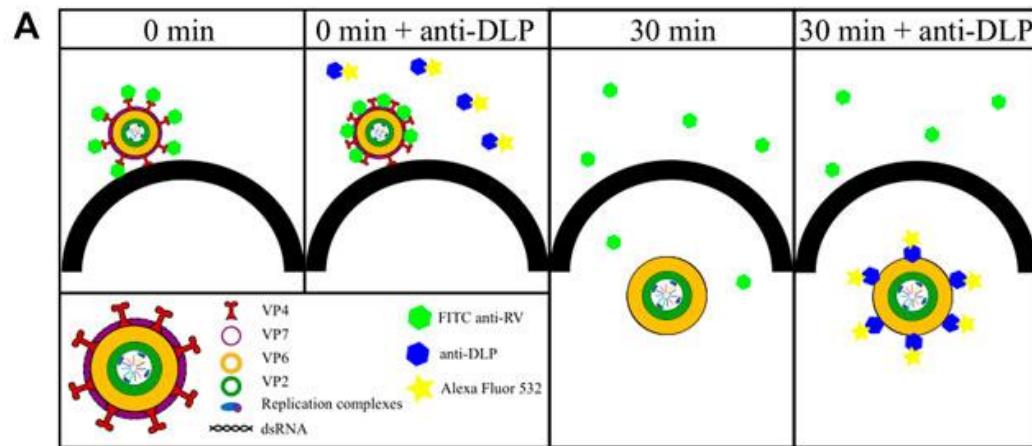 A
0 min
0 min + anti-DLP
30 min
30 min + anti-DLP
VP4
VP7
VP6
VP2
Replication complexes
dsRNA
FITC anti-RV
anti-DLP
Alexa Fluor 532